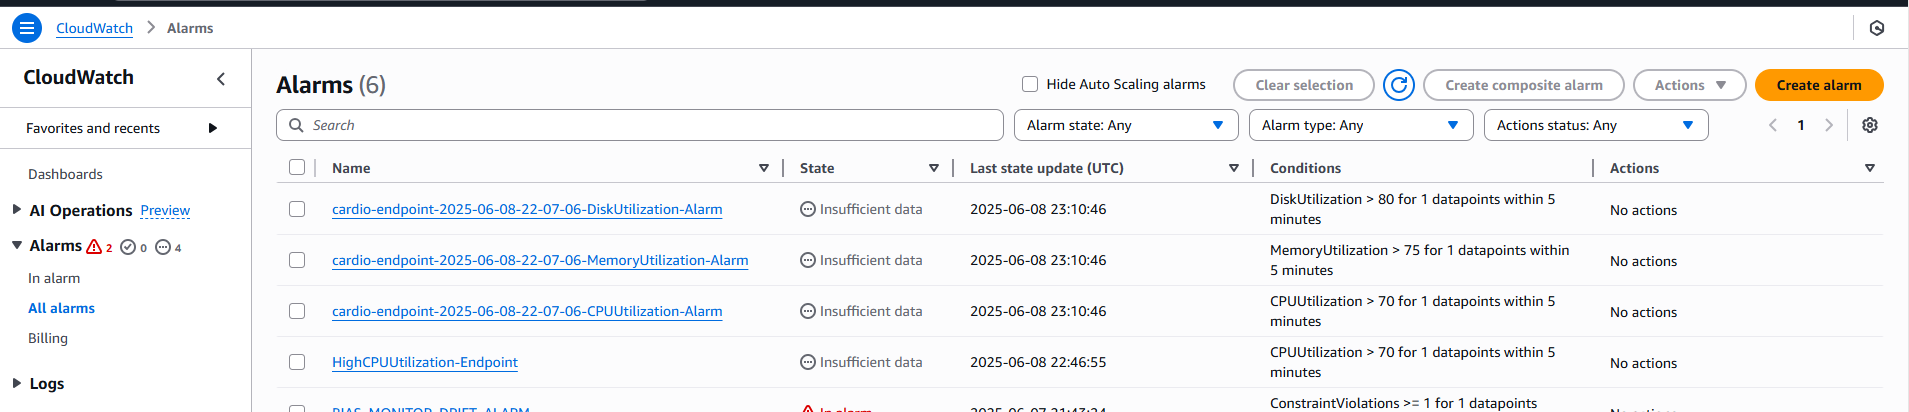 CloudWatch > Alarms
CloudWatch
Alarms (6)
Hide Auto Scaling alarms
Clear selection
Create composite alarm
Actions
Create alarm
Favorites and recents
Search
Alarm state: Any
Alarm type: Any
Actions status: Any
1
Dashboards
AI Operations Preview
Alarms 2 0 4
In alarm
All alarms
Billing
Logs
Name State Last state update (UTC) Conditions Actions
cardio-endpoint-2025-06-08-22-07-06-DiskUtilization-Alarm Insufficient data 2025-06-08 23:10:46 DiskUtilization > 80 for 1 datapoints within 5
minutes No actions
cardio-endpoint-2025-06-08-22-07-06-MemoryUtilization-Alarm Insufficient data 2025-06-08 23:10:46 MemoryUtilization > 75 for 1 datapoints within
5 minutes No actions
cardio-endpoint-2025-06-08-22-07-06-CPUUtilization-Alarm Insufficient data 2025-06-08 23:10:46 CPUUtilization > 70 for 1 datapoints within 5
minutes No actions
HighCPUUtilization-Endpoint Insufficient data 2025-06-08 22:46:55 CPUUtilization > 70 for 1 datapoints within 5
minutes No actions
BIAS_MONITOR_DRIFT_ALARM In alarm 2025-06-07 21:43:24 ConstraintViolations >= 1 for 1 datapoints